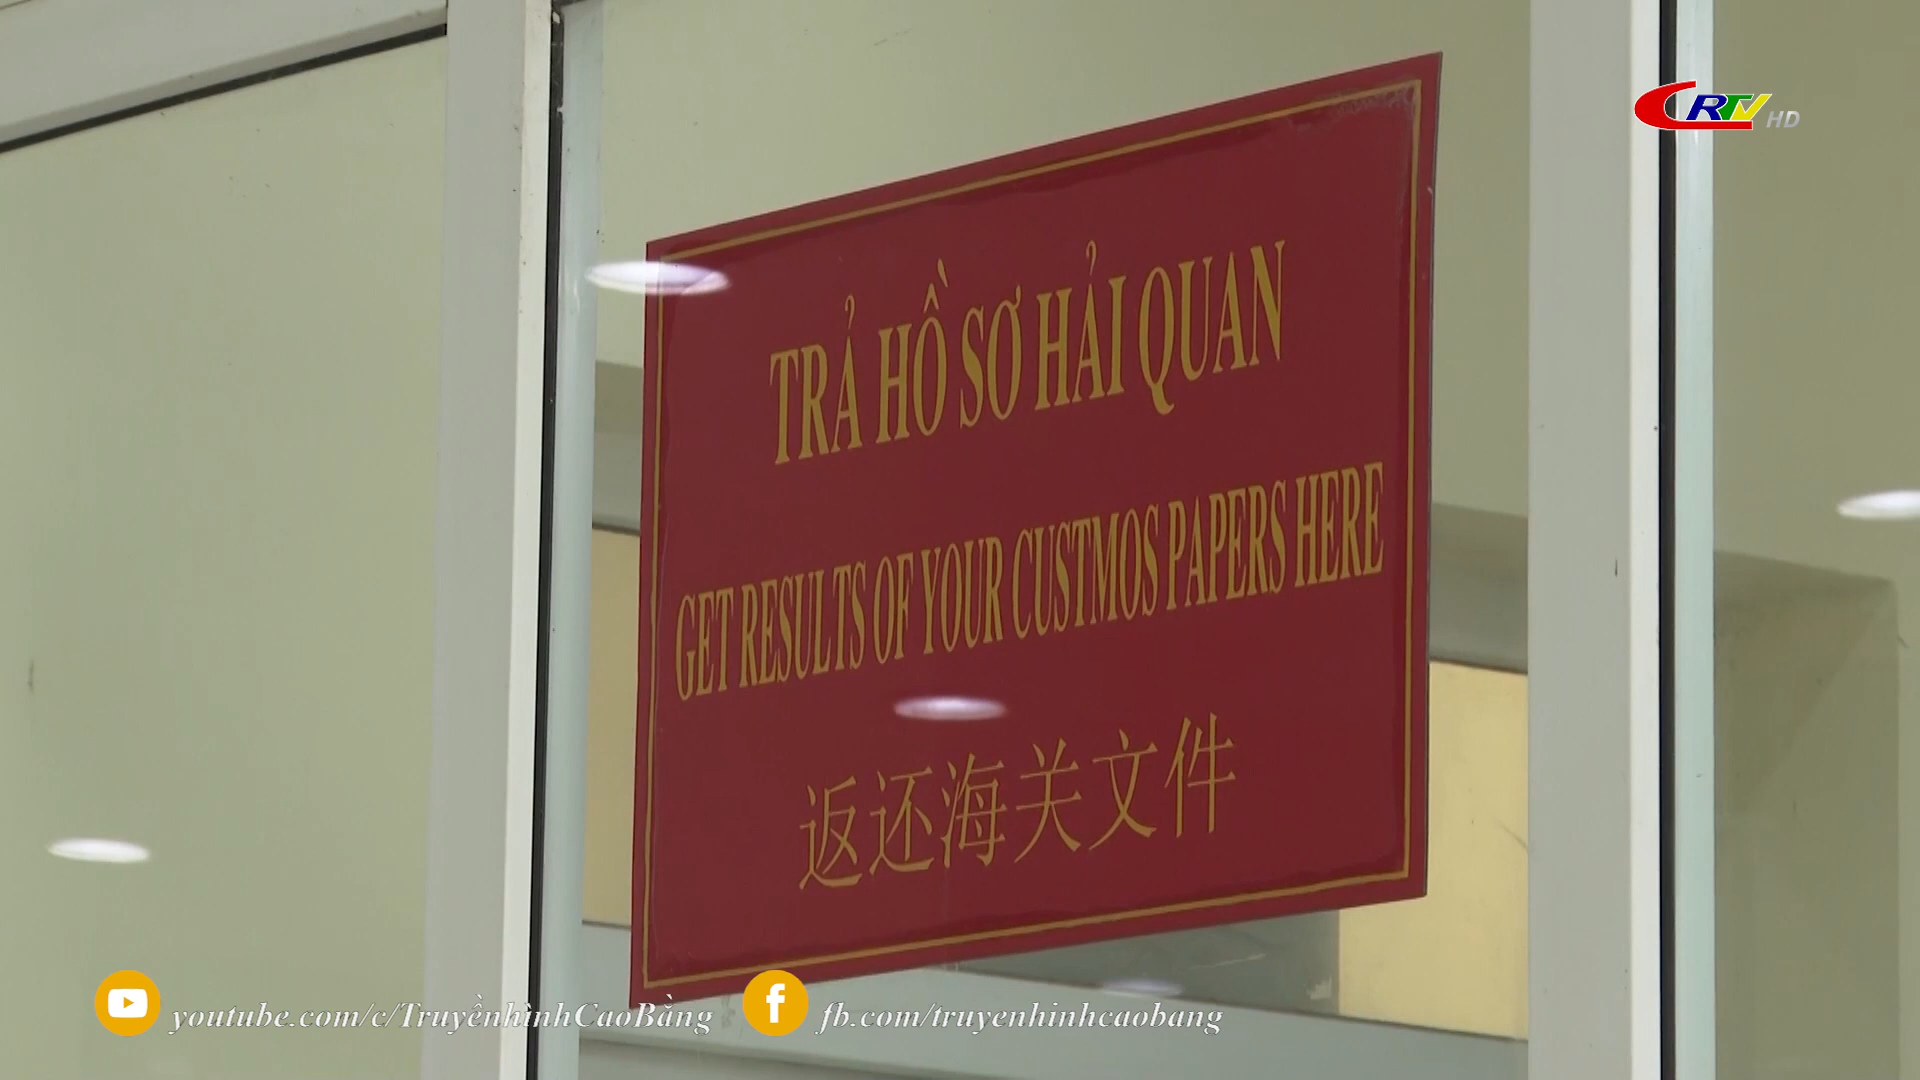 CRTV HD
TRẢ HỒ SƠ HẢI QUAN
GET RESULTS OF YOUR CUSTMOS PAPERS HERE
返还海关文件
youtube.com/c/TruyềnhìnhCaoBằng
fb.com/truyenhinhcaobang